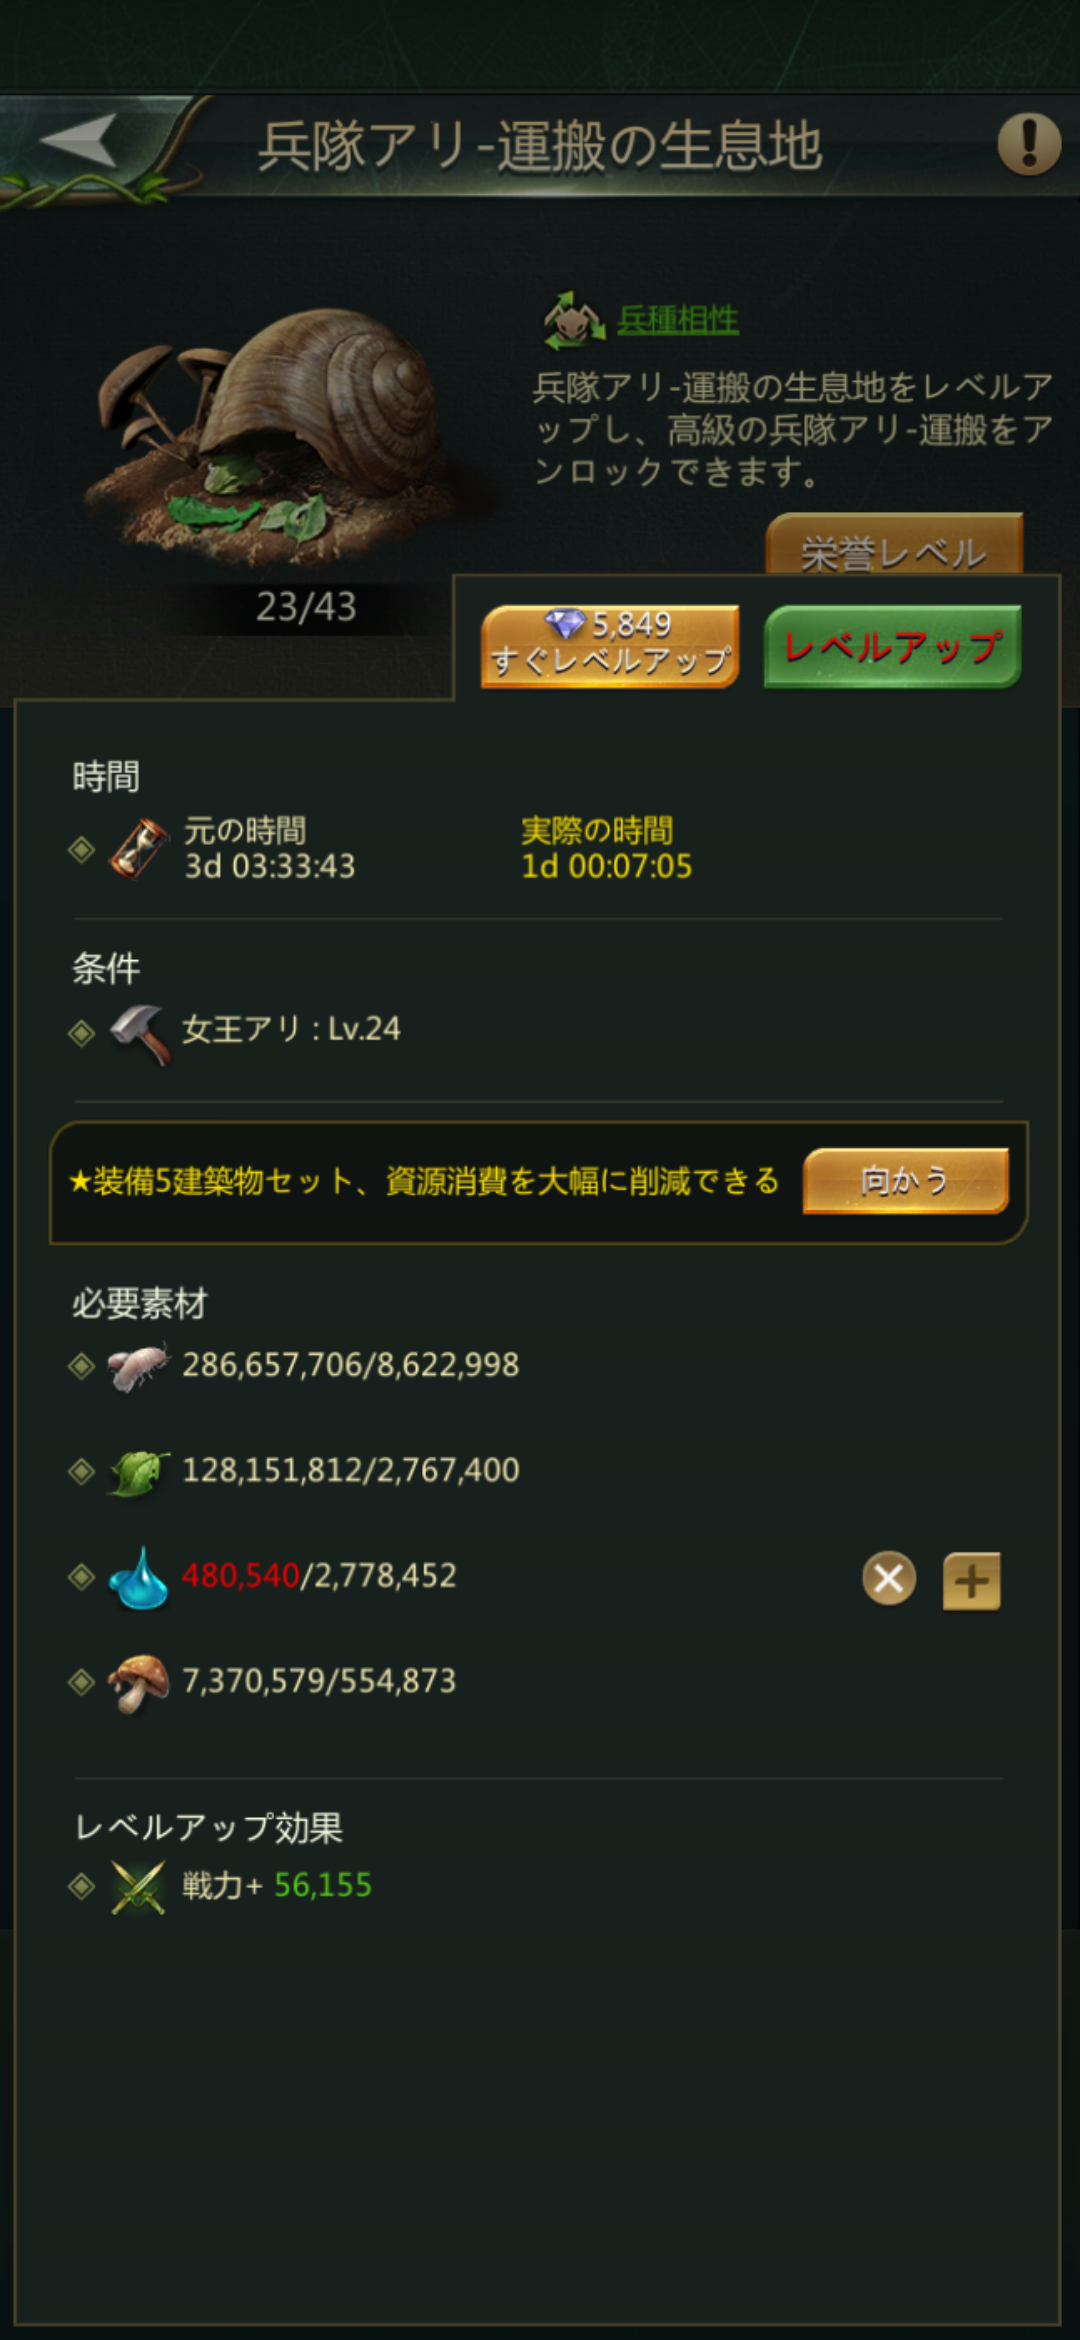 兵隊アリ-運搬の生息地
兵種相性
兵隊アリ-運搬の生息地をレベルア
ップし、高級の兵隊アリ-運搬をア
ンロックできます。
栄誉レベル
23/43
5,849
すぐレベルアップ
レベルアップ
時間
元の時間
3d 03:33:43
実際の時間
1d 00:07:05
条件
女王アリ : Lv.24
★装備5建築物セット、資源消費を大幅に削減できる
向かう
必要素材
286,657,706/8,622,998
128,151,812/2,767,400
480,540/2,778,452
7,370,579/554,873
レベルアップ効果
戦力+ 56,155